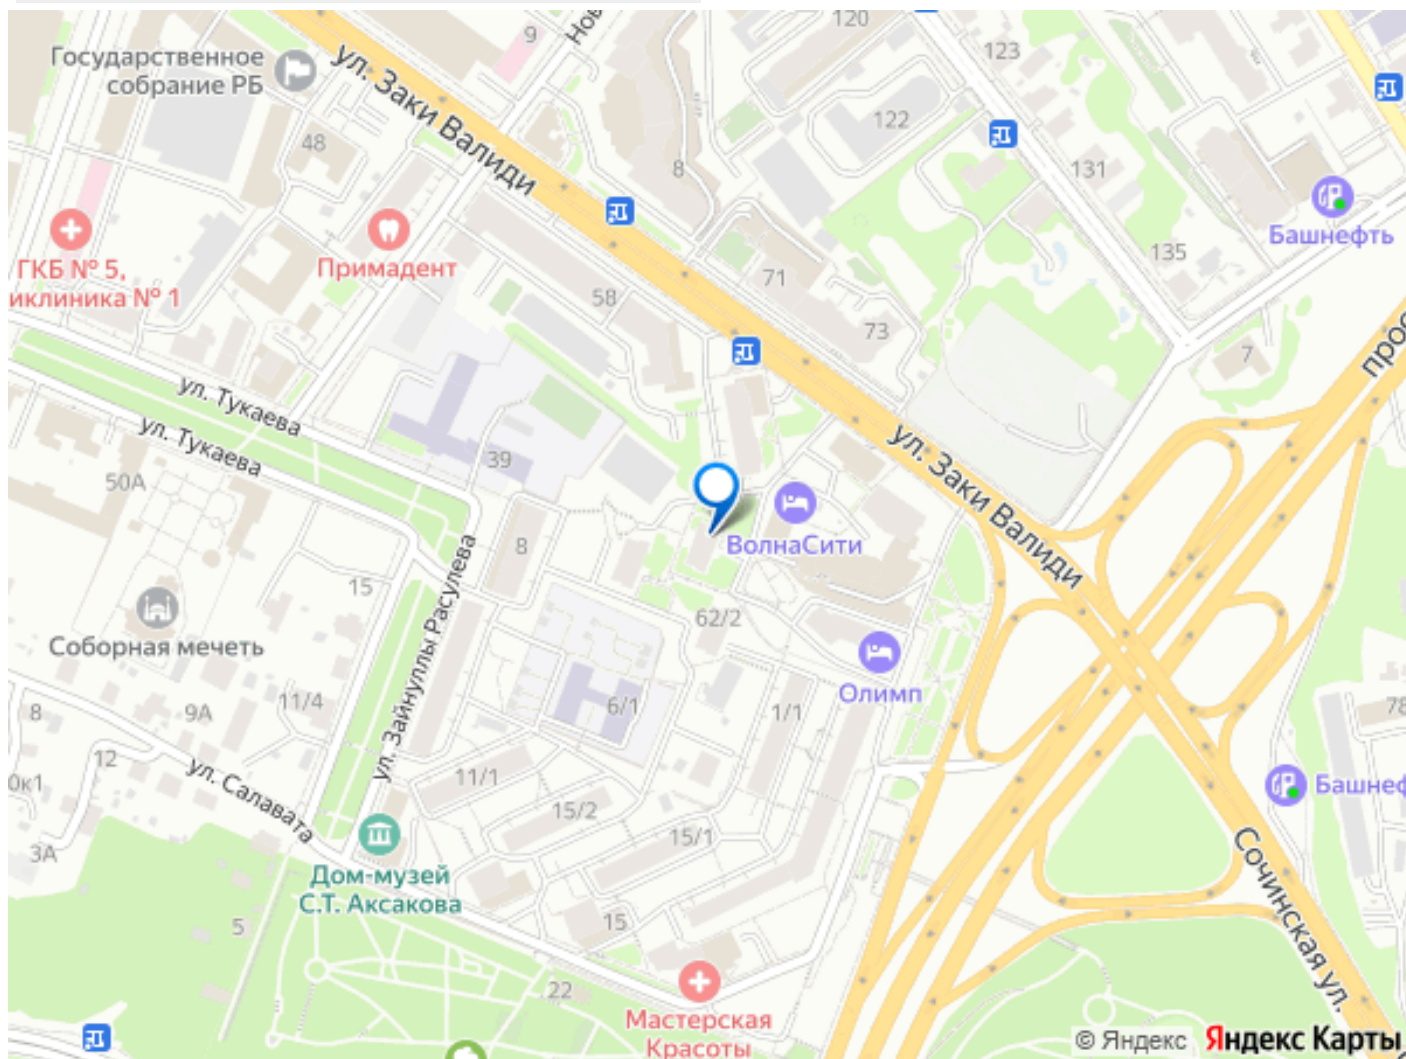 120
9
Нов
123
Государственное
собрание РБ
ул. Заки Валиди
122
48
8
131
Башнефть
135
Примадент
ГКБ № 5,
иклиника № 1
71
58
73
7
прос
ул. Тукаева
ул. Тукаева
ул. Заки Валиди
39
50А
8
ВолнаСити
15
62/2
Соборная мечеть
ул. Зайнуллы Расулева
Олимп
11/4
9А
8
6/1
1/1
78
12
ул. Салавата
0к1
11/1
Башнеф
15/2
15/1
3А
Сочинская ул.
Дом-музей
С.Т. Аксакова
15
5
22
Мастерская
Красоты
© Яндекс Яндекс Карты